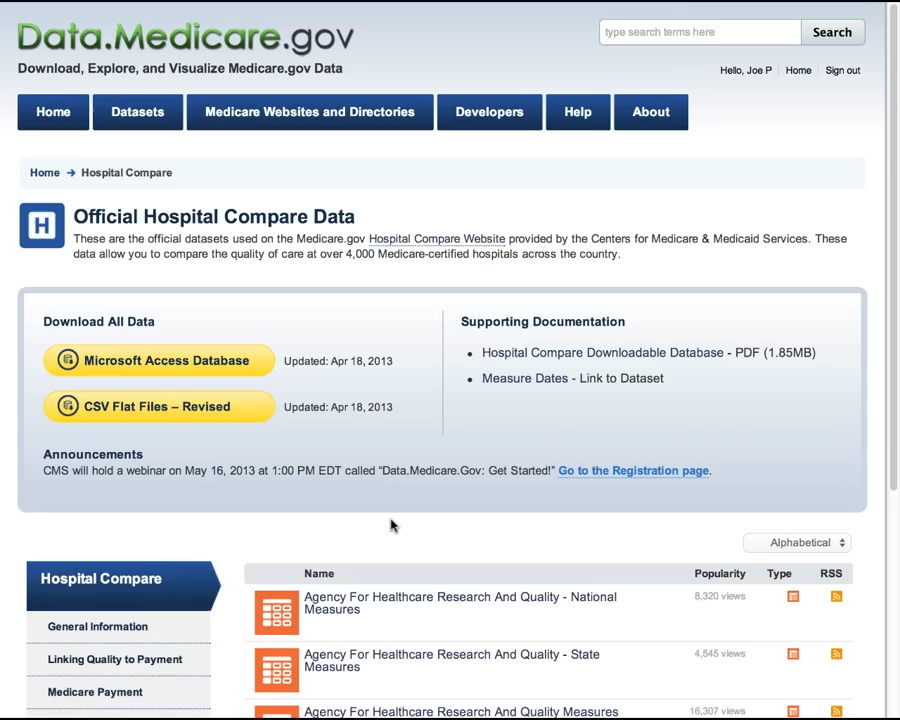 Data.Medicare.gov
Download, Explore, and Visualize Medicare.gov Data
type search terms here
Search
Hello, Joe P
Home
Sign out
Home
Datasets
Medicare Websites and Directories
Developers
Help
About
Home → Hospital Compare
H
Official Hospital Compare Data
These are the official datasets used on the Medicare.gov Hospital Compare Website provided by the Centers for Medicare & Medicaid Services. These
data allow you to compare the quality of care at over 4,000 Medicare-certified hospitals across the country.
Download All Data
Microsoft Access Database
Updated: Apr 18, 2013
CSV Flat Files – Revised
Updated: Apr 18, 2013
Supporting Documentation
• Hospital Compare Downloadable Database - PDF (1.85MB)
• Measure Dates - Link to Dataset
Announcements
CMS will hold a webinar on May 16, 2013 at 1:00 PM EDT called “Data.Medicare.Gov: Get Started!” Go to the Registration page.
Alphabetical
Hospital Compare
General Information
Linking Quality to Payment
Medicare Payment
Name
Popularity
Type
RSS
Agency For Healthcare Research And Quality - National
Measures
8,320 views
Agency For Healthcare Research And Quality - State
Measures
4,545 views
Agency For Healthcare Research And Quality Measures
16,307 views